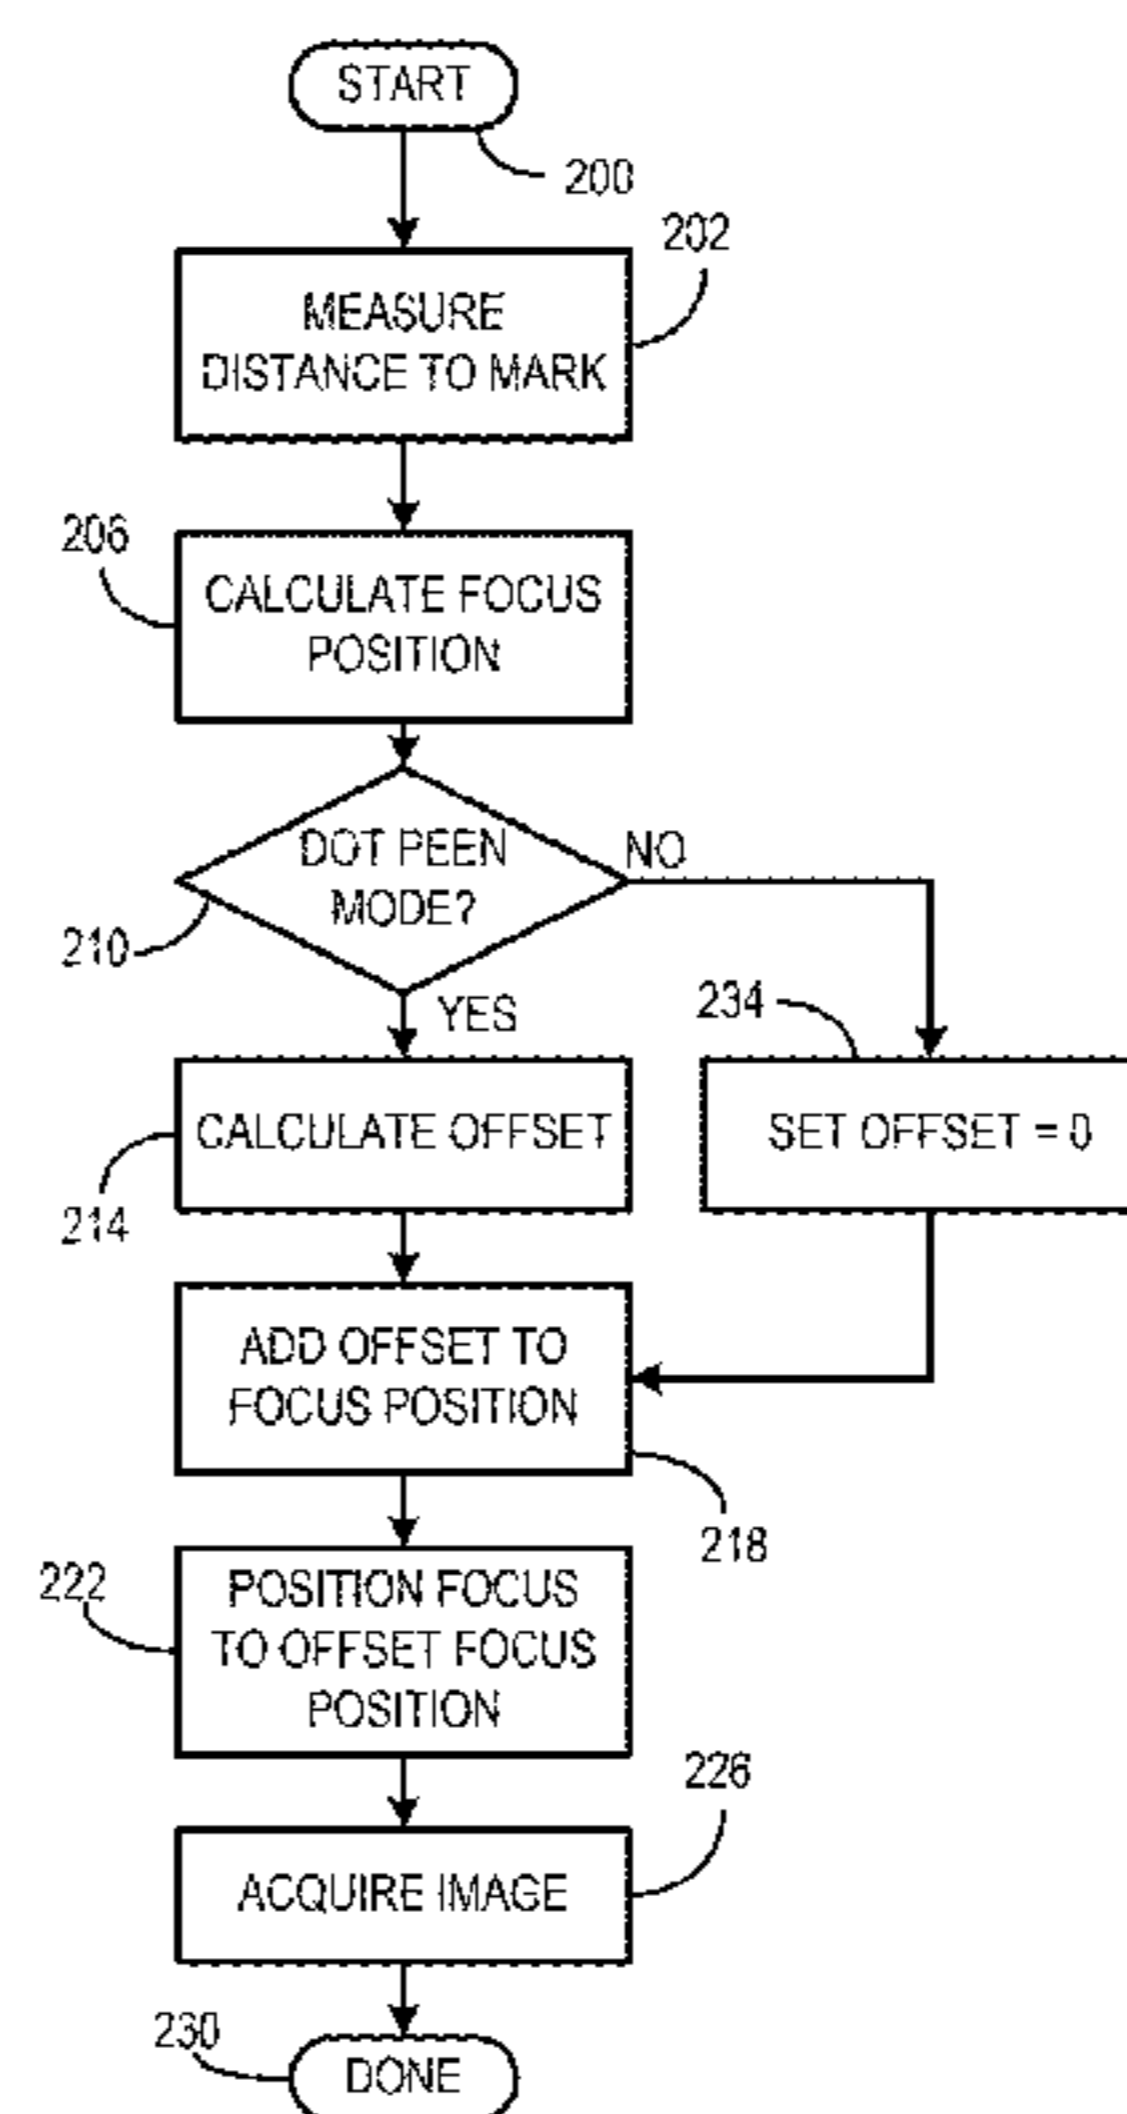 START
200
202
MEASURE
DISTANCE TO MARK
206
CALCULATE FOCUS
POSITION
DOT PEEN
MODE?
NO
210
YES
234
CALCULATE OFFSET
SET OFFSET = 0
214
ADD OFFSET TO
FOCUS POSITION
218
222
POSITION FOCUS
TO OFFSET FOCUS
POSITION
226
ACQUIRE IMAGE
230
DONE